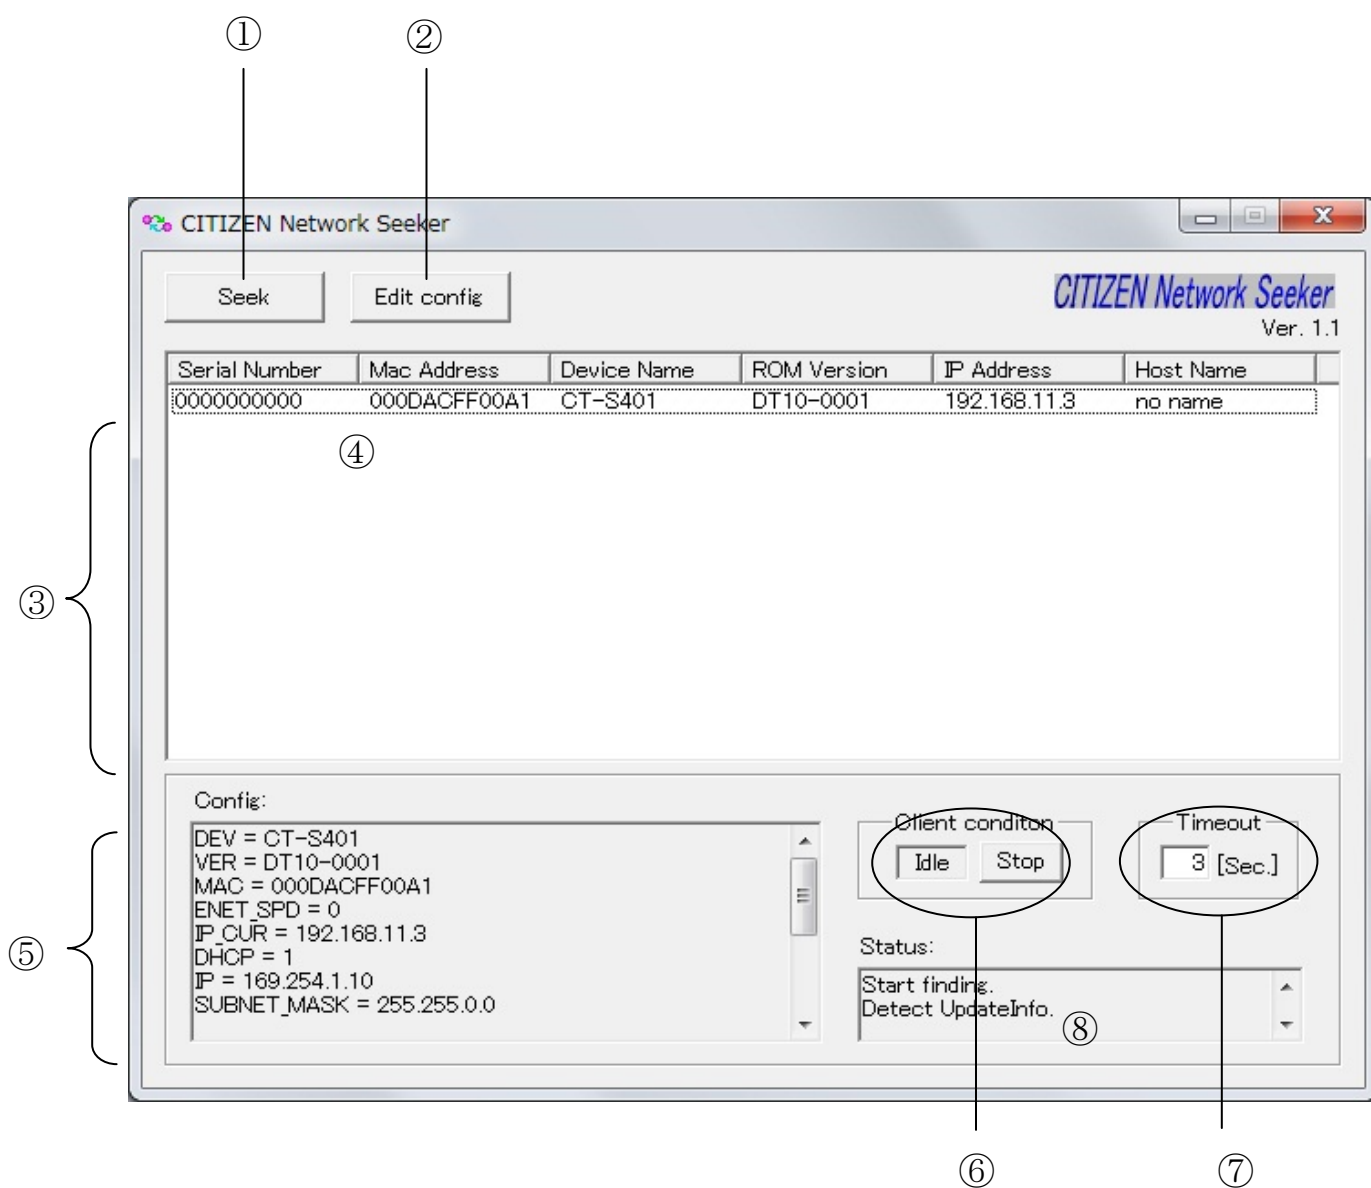 ① ②
CITIZEN Network Seeker
Seek Edit config CITIZEN Network Seeker
Ver. 1.1
Serial Number Mac Address Device Name ROM Version IP Address Host Name
0000000000 000DACFF00A1 CT-S401 DT10-0001 192.168.11.3 no name
④
③
Config:
DEV = CT-S401
VER = DT10-0001
MAC = 000DACFF00A1
ENET_SPD = 0
IP_CUR = 192.168.11.3
DHCP = 1
IP = 169.254.1.10
SUBNET_MASK = 255.255.0.0
⑤
Client conditon
Idle Stop
Timeout
3 [Sec.]
Status:
Start finding.
Detect UpdateInfo.
⑧
⑥ ⑦